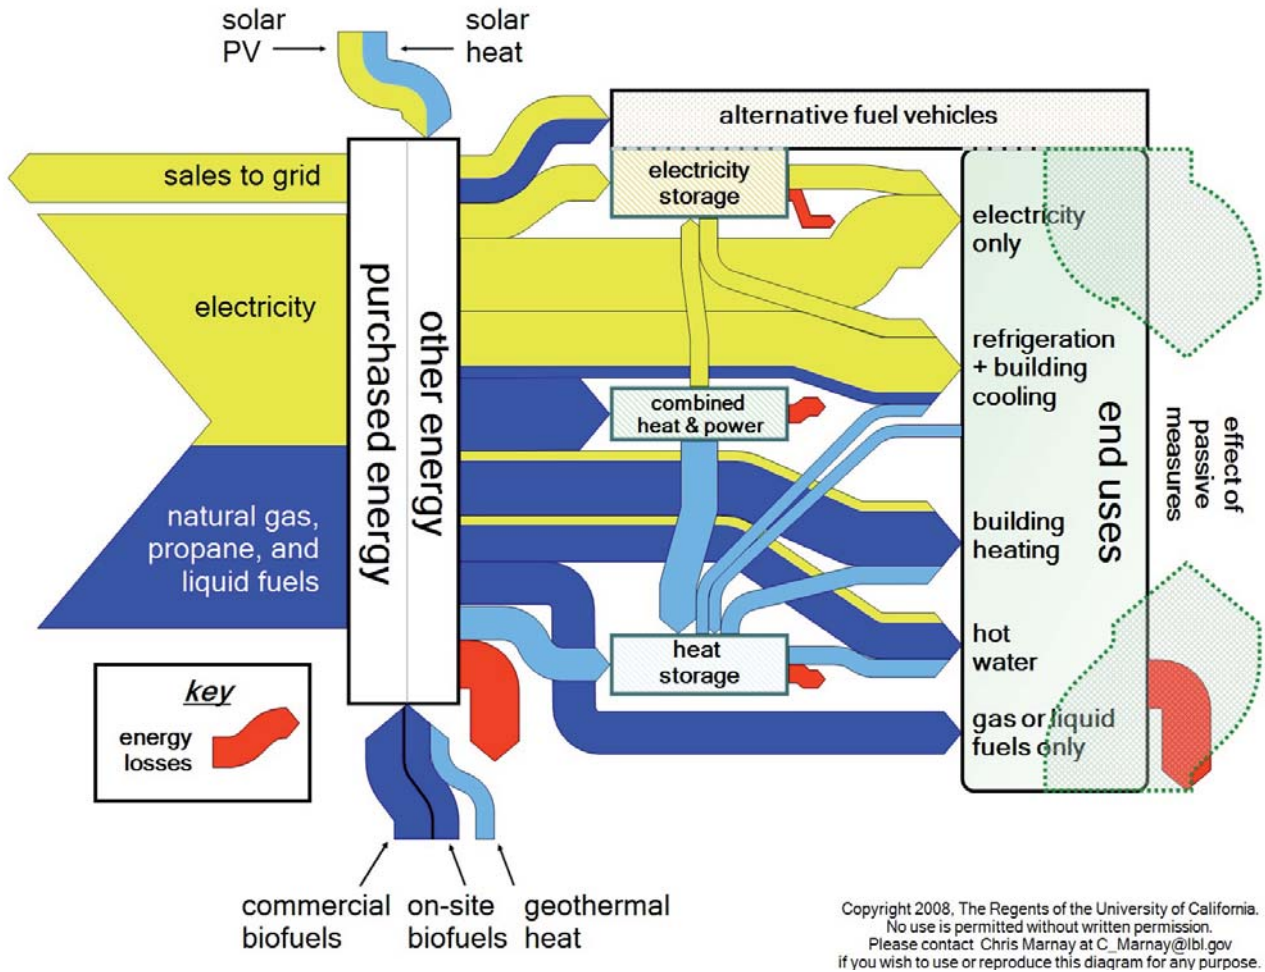 solar
PV
solar
heat
alternative fuel vehicles
sales to grid
electricity
storage
electricity
only
electricity
purchased energy
other energy
refrigeration
+ building
cooling
combined
heat & power
end uses
effect of
passive
measures
natural gas,
propane, and
liquid fuels
building
heating
hot
water
heat
storage
key
energy
losses
gas or liquid
fuels only
commercial
biofuels
on-site
biofuels
geothermal
heat
Copyright 2008, The Regents of the University of California.
No use is permitted without written permission.
Please contact Chris Marnay at C_Marnay@lbl.gov
if you wish to use or reproduce this diagram for any purpose.